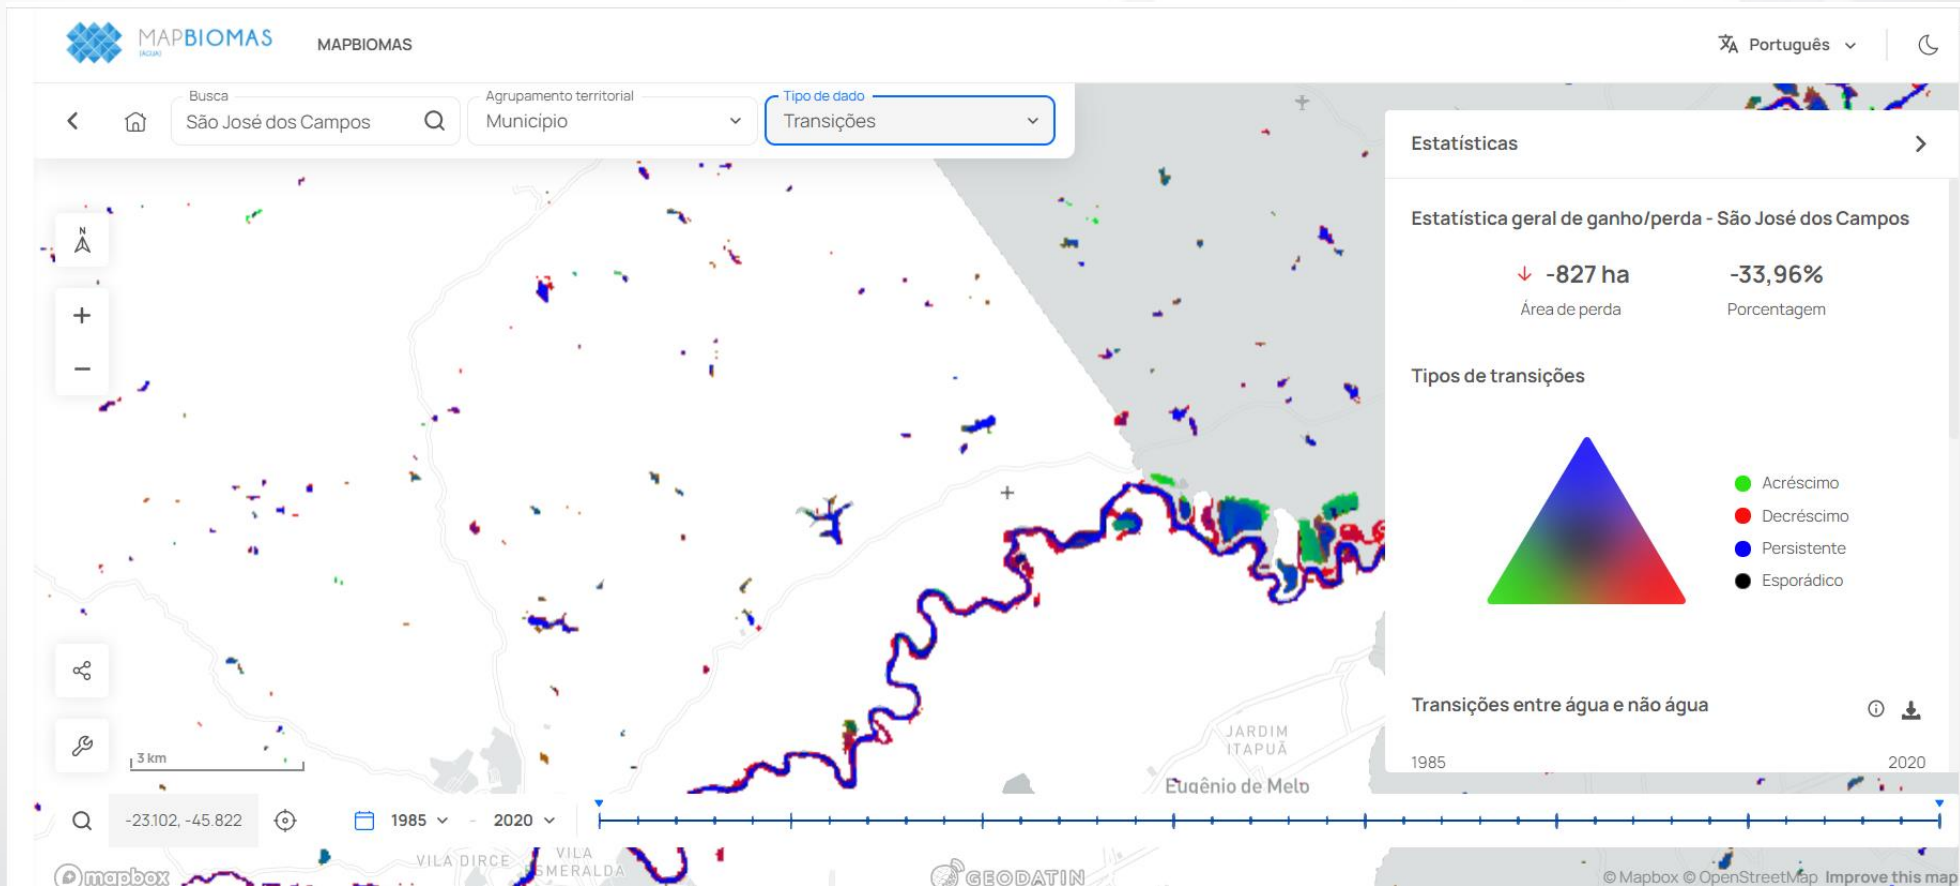 MAPBIOMAS
[ÁGUA]
MAPBIOMAS
Português
Busca
São José dos Campos
Agrupamento territorial
Município
Tipo de dado
Transições
Estatísticas
Estatística geral de ganho/perda - São José dos Campos
-827 ha
-33,96%
Área de perda
Porcentagem
Tipos de transições
Acréscimo
Decréscimo
Persistente
Esporádico
Transições entre água e não água
1985
2020
N
+
−
3 km
JARDIM
ITAPUÃ
Eugênio de Melo
-23.102, -45.822
1985 - 2020
VILA DIRCE
VILA
ESMERALDA
mapbox
GEODATIN
© Mapbox © OpenStreetMap Improve this map